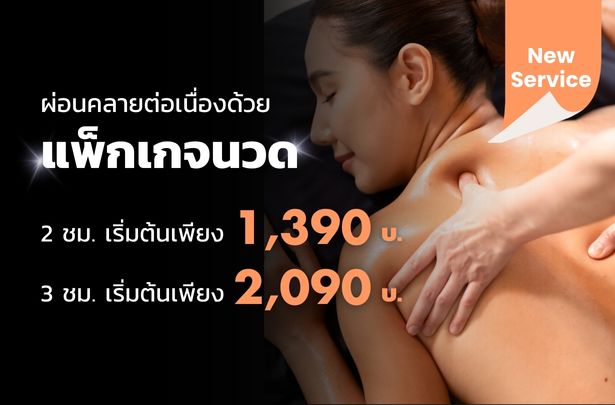 New
Service
ผ่อนคลายต่อเนื่องด้วย
แพ็กเกจนวด
2 ชม. เริ่มต้นเพียง 1,390 บ.
3 ชม. เริ่มต้นเพียง 2,090 บ.